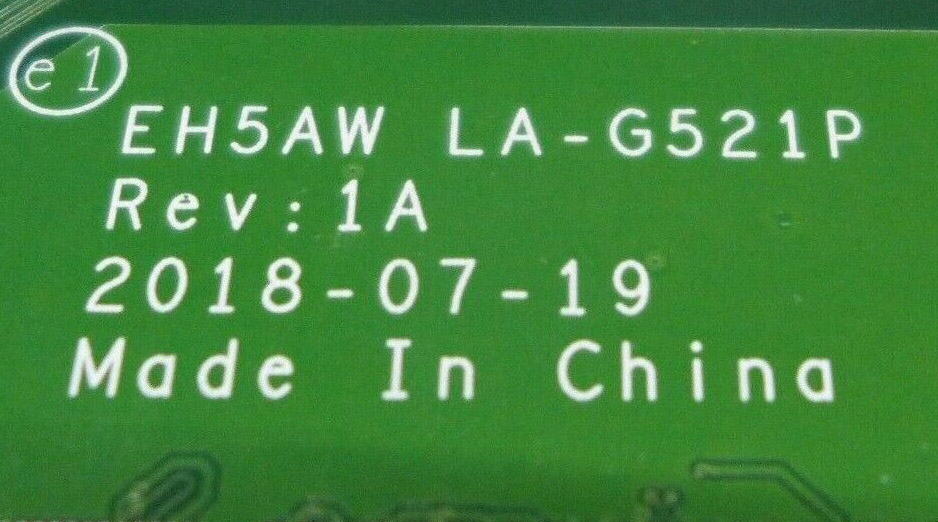 e1
EH5AW LA-G521P
Rev:1A
2018-07-19
Made In China